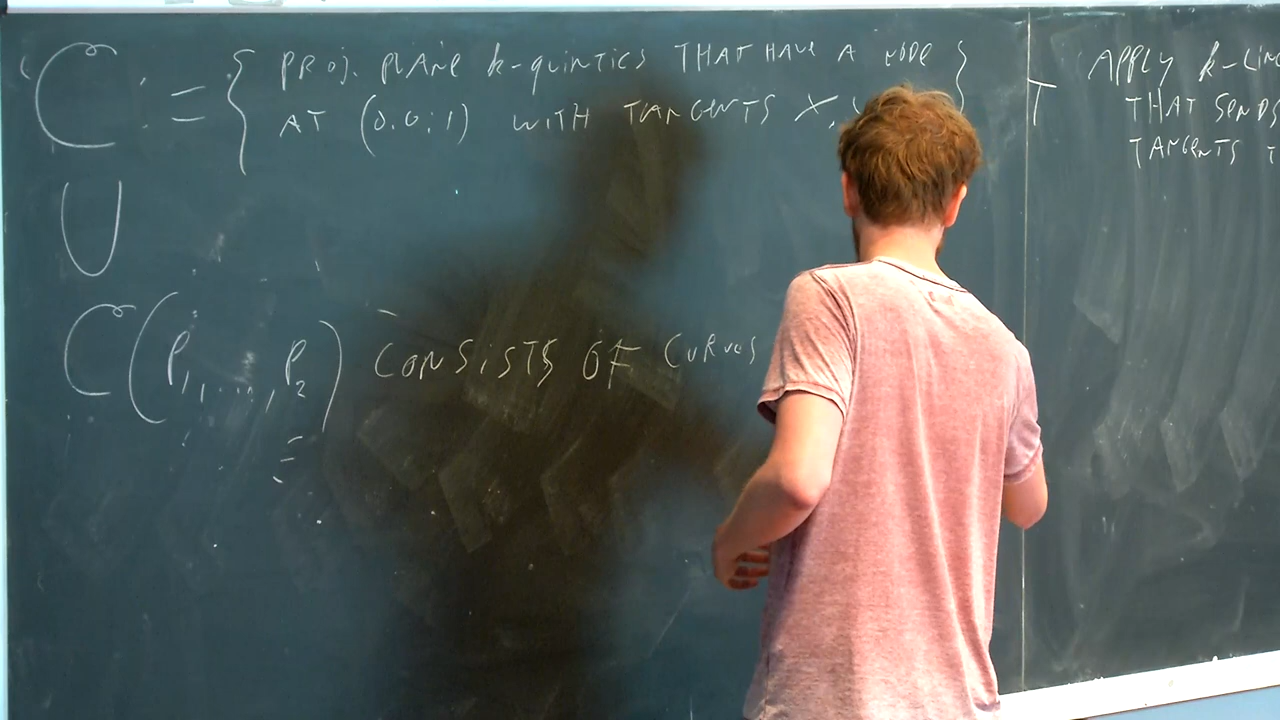 C := { PROJ. PLANE k-quintics THAT HAVE A NODE
AT (0:0:1) WITH TANGENTS X, }
U
C(P1, ..., P2) CONSISTS OF CURVES
APPLY k-LIN
THAT SENDS
TANGENTS T